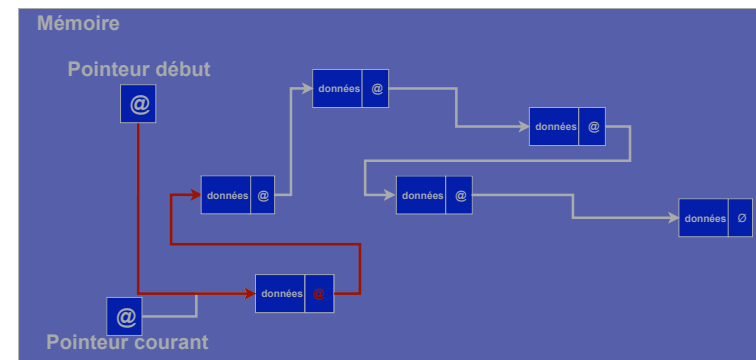 Mémoire
Pointeur début
@
données @
données @
données @
données @
données Ø
données @
@
Pointeur courant